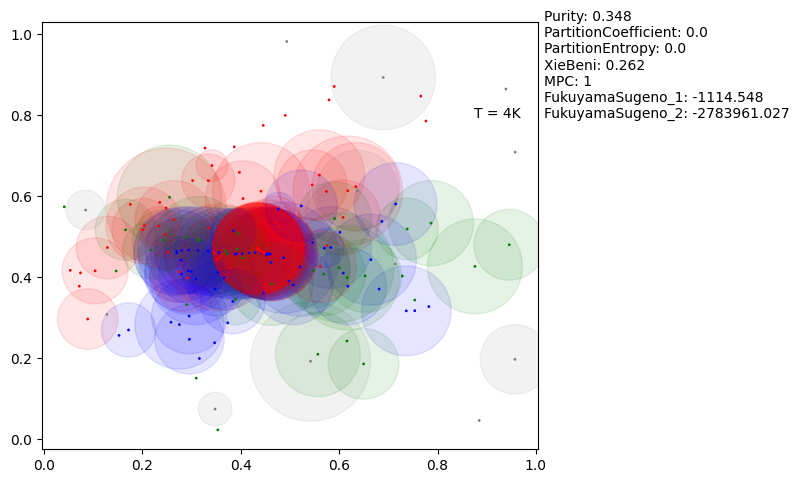 Purity: 0.348
PartitionCoefficient: 0.0
PartitionEntropy: 0.0
XieBeni: 0.262
MPC: 1
FukuyamaSugeno_1: -1114.548
FukuyamaSugeno_2: -2783961.027
T = 4K
1.0
0.8
0.6
0.4
0.2
0.0
0.0 0.2 0.4 0.6 0.8 1.0